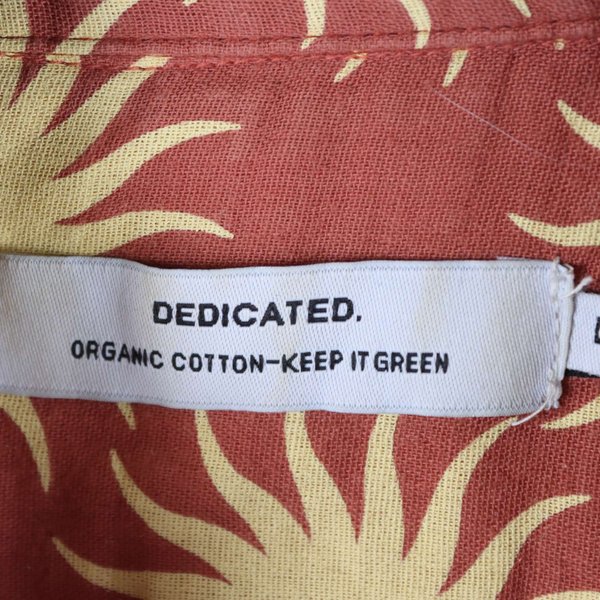 DEDICATED.
ORGANIC COTTON-KEEP IT GREEN